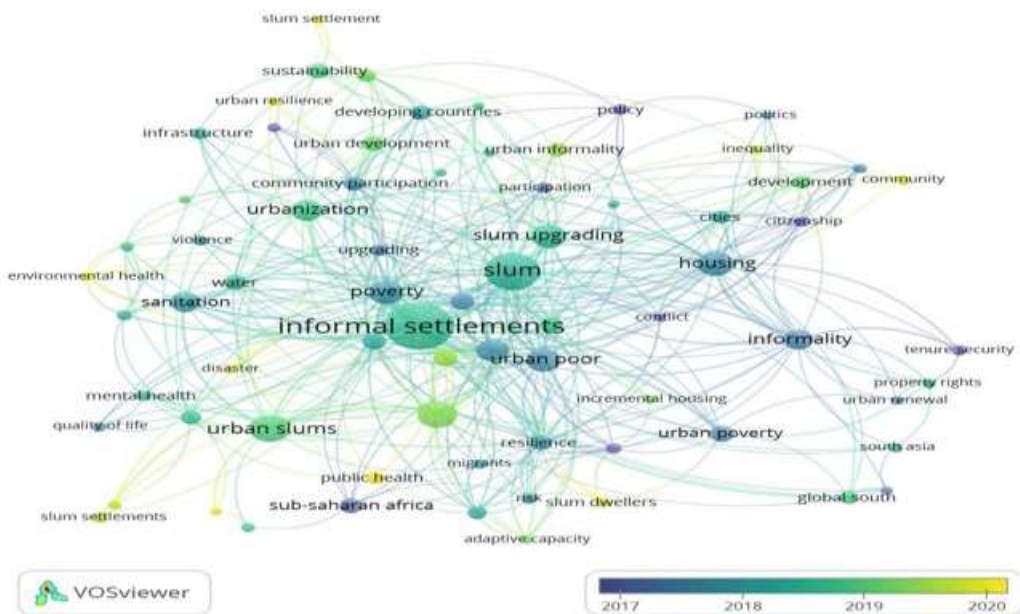 slum settlement
sustainability
urban resilience
developing countries
policy
politics
infrastructure
urban development
urban informality
inequality
community participation
participation
development
community
urbanization
cities
citizenship
violence
upgrading
slum upgrading
environmental health
water
slum
housing
sanitation
poverty
informal settlements
conflict
informality
urban poor
tenure security
disaster
mental health
incremental housing
property rights
urban renewal
quality of life
urban slums
resilience
urban poverty
south asia
migrants
public health
sub-saharan africa
risk
slum dwellers
global south
slum settlements
adaptive capacity
VOSviewer
2017 2018 2019 2020